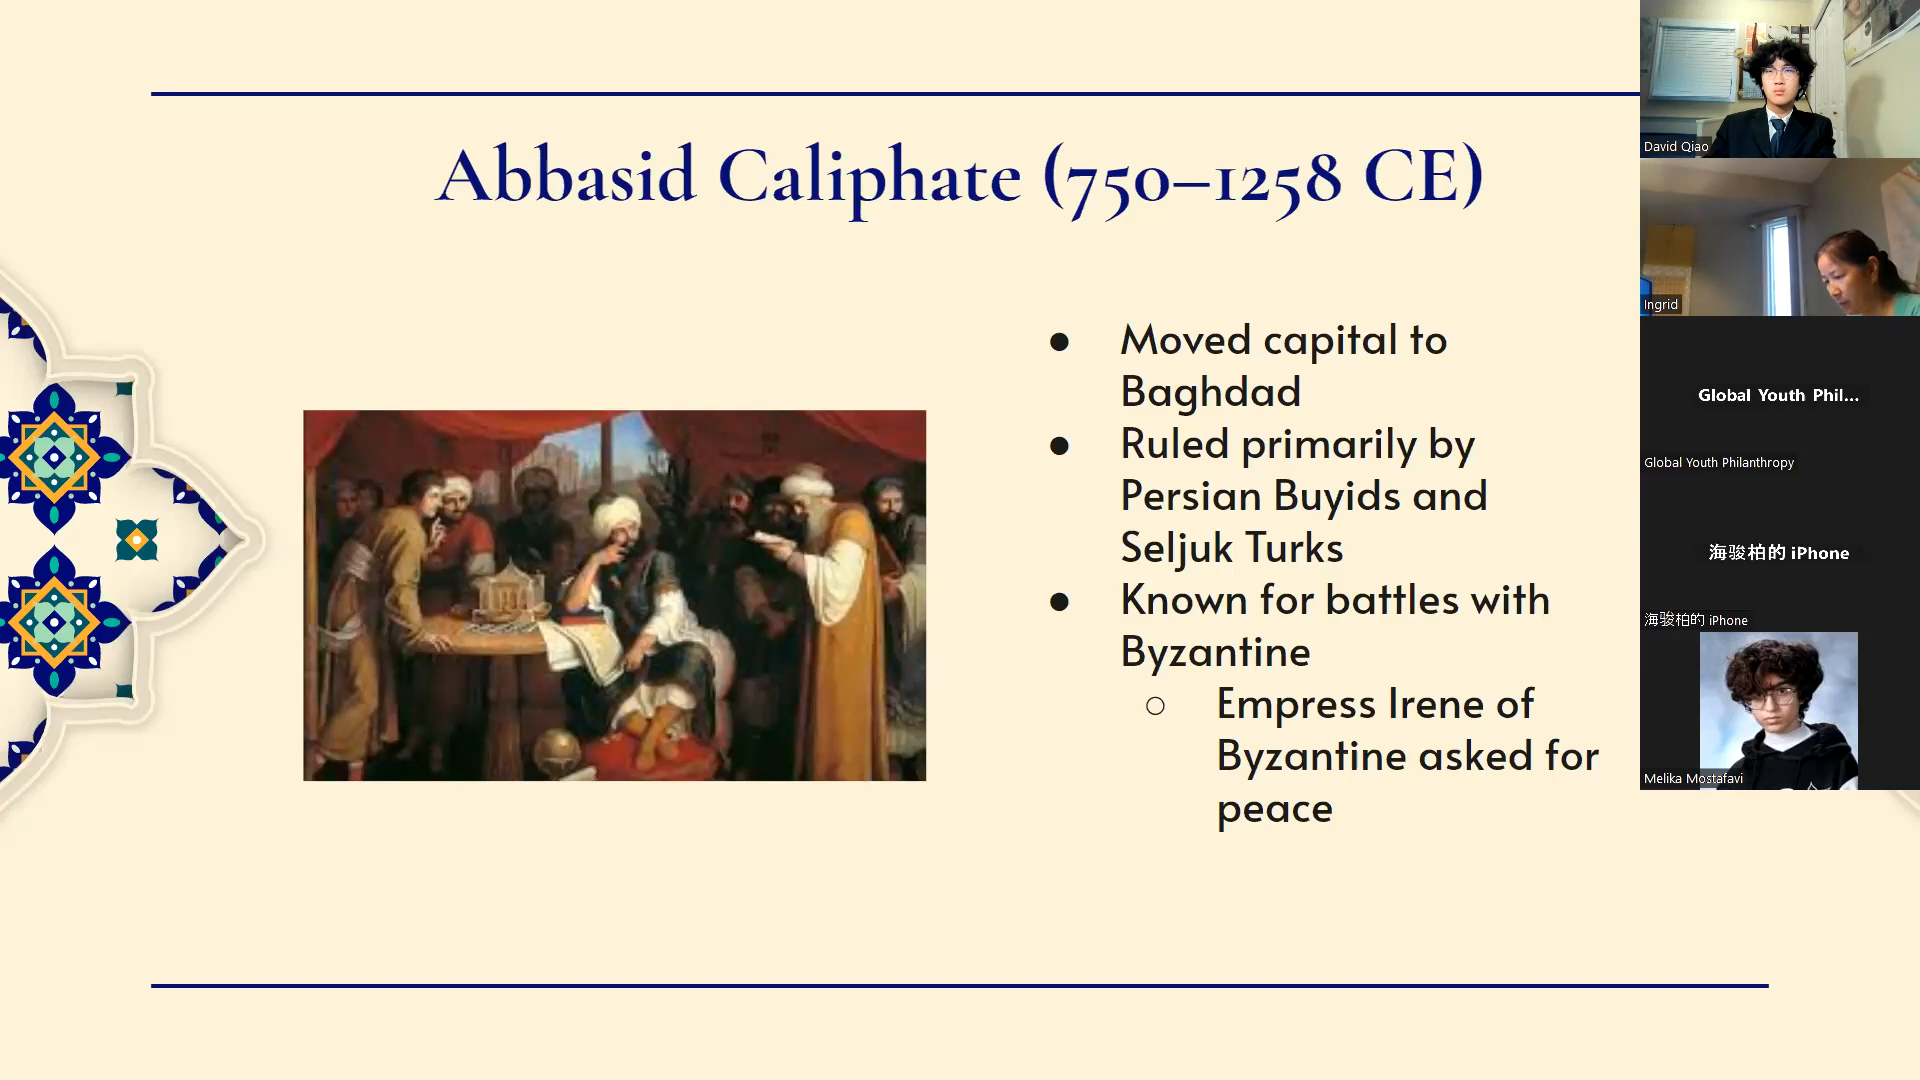 Abbasid Caliphate (750–1258 CE)
● Moved capital to
Baghdad
● Ruled primarily by
Persian Buyids and
Seljuk Turks
● Known for battles with
Byzantine
○ Empress Irene of
Byzantine asked for
peace
David Qiao
Ingrid
Global Youth Phil...
Global Youth Philanthropy
海骏柏的 iPhone
海骏柏的 iPhone
Melika Mostafavi